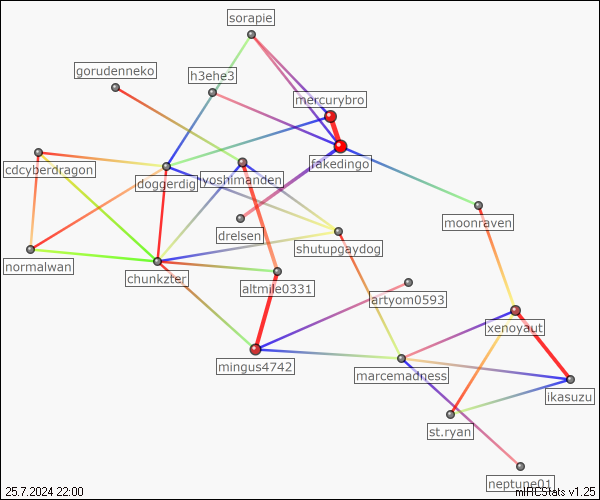 sorapie
gorudenneko
h3ehe3
mercurybro
fakedingo
cdcyberdragon
doggerdig
yoshimanden
moonraven
drelsen
shutupgaydog
normalwan
chunkzter
altmile0331
artyom0593
xenoyaut
mingus4742
marcemadness
ikasuzu
st.ryan
neptune01
25.7.2024 22:00
mIRCStats v1.25